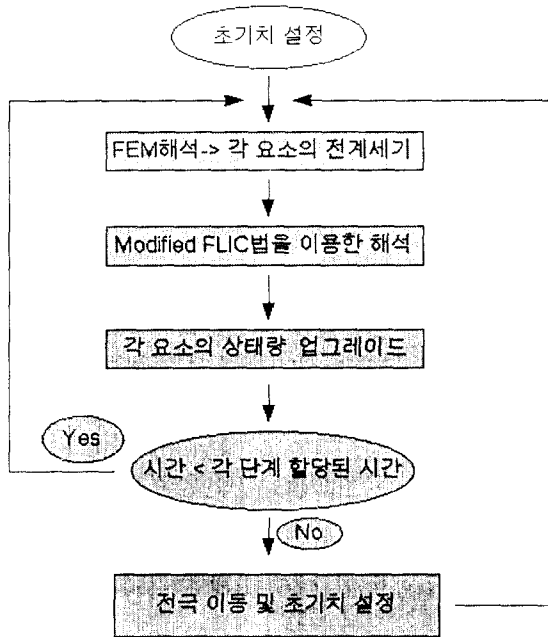 초기치 설정
FEM해석-> 각 요소의 전계세기
Modified FLIC법을 이용한 해석
각 요소의 상태량 업그레이드
Yes
시간 < 각 단계 할당된 시간
No
전극 이동 및 초기치 설정